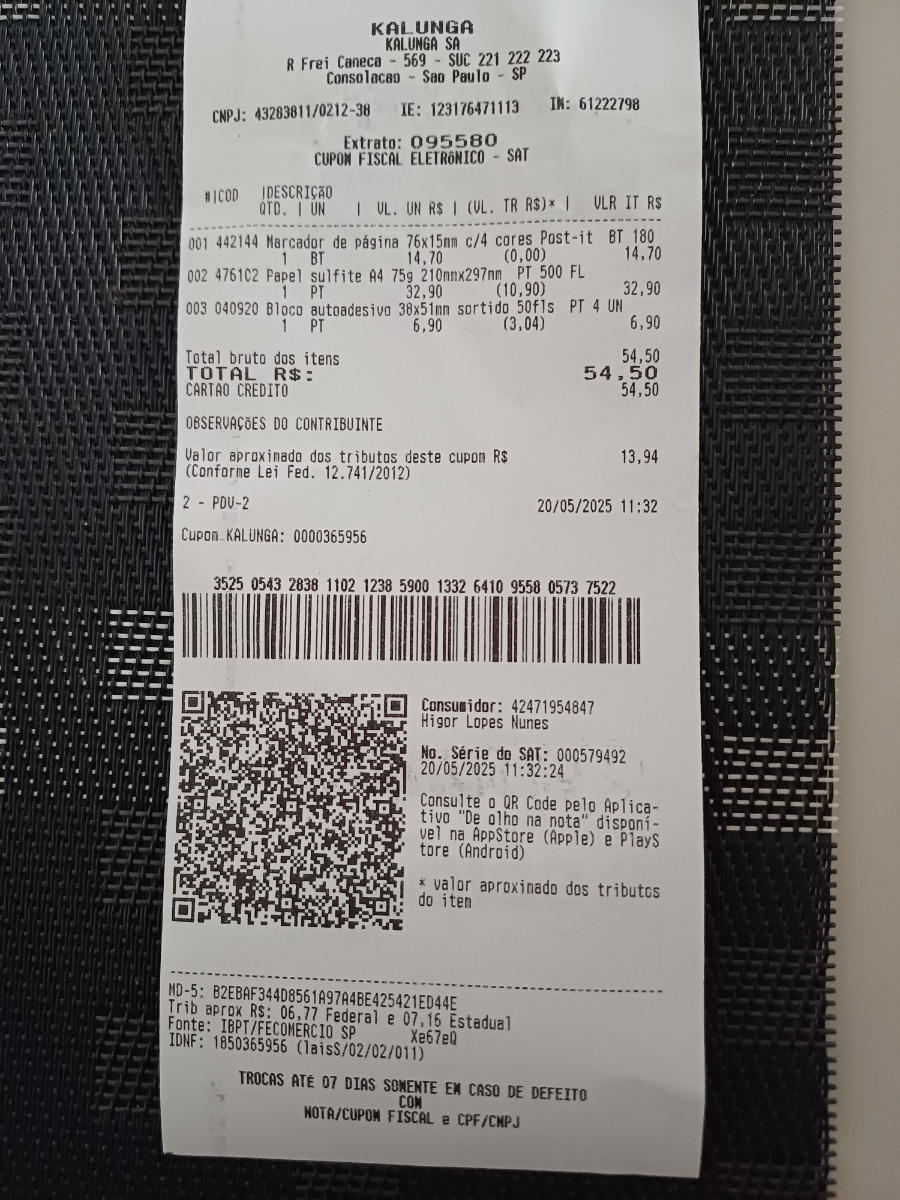 KALUNGA
KALUNGA SA
R Frei Caneca - 569 - SUC 221 222 223
Consolacao - Sao Paulo - SP
CNPJ: 43283811/0212-38 IE: 123176471113 IM: 61222798
Extrato: 095580
CUPOM FISCAL ELETRôNICO - SAT
#|COD |DESCRIÇãO
QTD. | UN | VL. UN R$ | (VL. TR R$)* | VLR IT R$
001 442144 Marcador de página 76x15mm c/4 cores Post-it BT 180
1 BT 14,70 (0,00) 14,70
002 4761C2 Papel sulfite A4 75g 210mmx297mm PT 500 FL
1 PT 32,90 (10,90) 32,90
003 040920 Bloco autoadesivo 38x51mm sortido 50fls PT 4 UN
1 PT 6,90 (3,04) 6,90
Total bruto dos itens 54,50
TOTAL R$: 54,50
CARTAO CREDITO 54,50
OBSERVAÇõES DO CONTRIBUINTE
Valor aproximado dos tributos deste cupom R$ 13,94
(Conforme Lei Fed. 12.741/2012)
2 - PDV-2 20/05/2025 11:32
Cupom KALUNGA: 0000365956
3525 0543 2838 1102 1238 5900 1332 6410 9558 0573 7522
Consumidor: 42471954847
Higor Lopes Nunes
No. Série do SAT: 000579492
20/05/2025 11:32:24
Consulte o QR Code pelo Aplica-
tivo "De olho na nota" disponí-
vel na AppStore (Apple) e PlayS
tore (Android)
* valor aproximado dos tributos
do item
MD-5: B2EBAF344D8561A97A4BE425421ED44E
Trib aprox R$: 06,77 Federal e 07,16 Estadual
Fonte: IBPT/FECOMERCIO SP Xe67eQ
IDNF: 1850365956 (laisS/02/02/011)
TROCAS ATÉ 07 DIAS SOMENTE EM CASO DE DEFEITO
COM
NOTA/CUPOM FISCAL e CPF/CNPJ